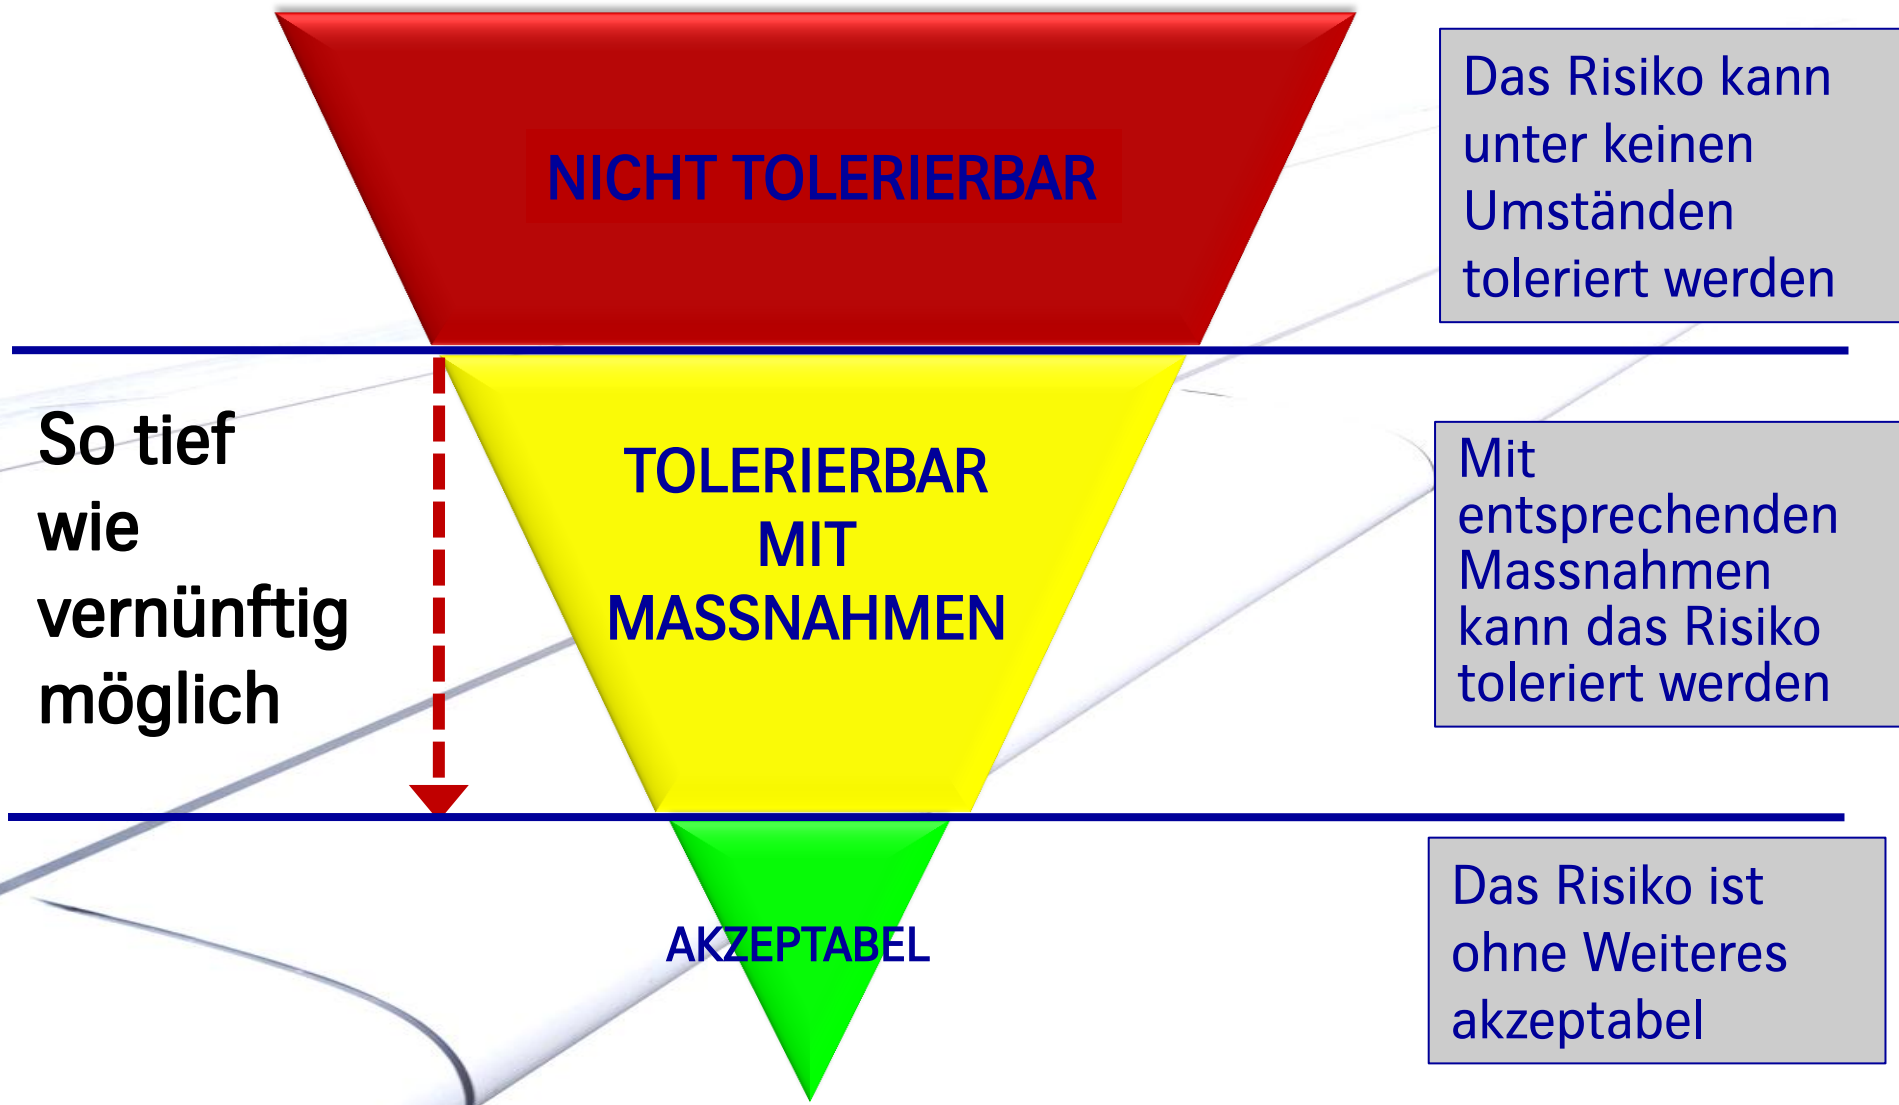 NICHT TOLERIERBAR
Das Risiko kann
unter keinen
Umständen
toleriert werden
So tief
wie
vernünftig
möglich
TOLERIERBAR
MIT
MASSNAHMEN
Mit
entsprechenden
Massnahmen
kann das Risiko
toleriert werden
AKZEPTABEL
Das Risiko ist
ohne Weiteres
akzeptabel